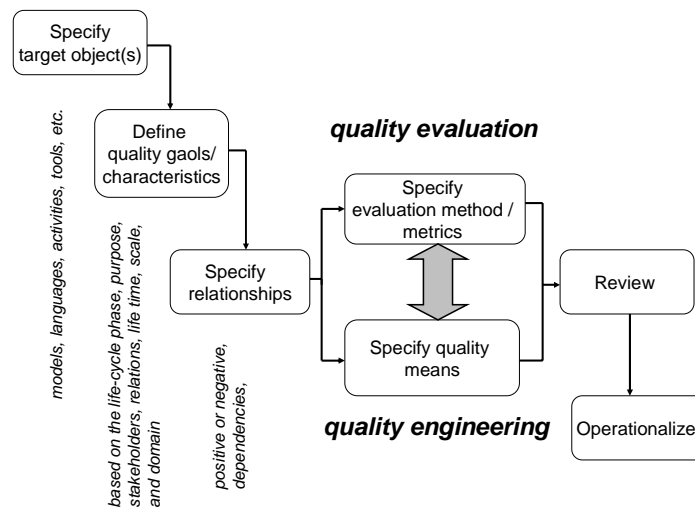 Specify
target object(s)
models, languages, activities, tools, etc.
Define
quality gaols/
characteristics
based on the life-cycle phase, purpose,
stakeholders, relations, life time, scale,
and domain
Specify
relationships
positive or negative,
dependencies,
quality evaluation
Specify
evaluation method /
metrics
Specify quality
means
quality engineering
Review
Operationalize